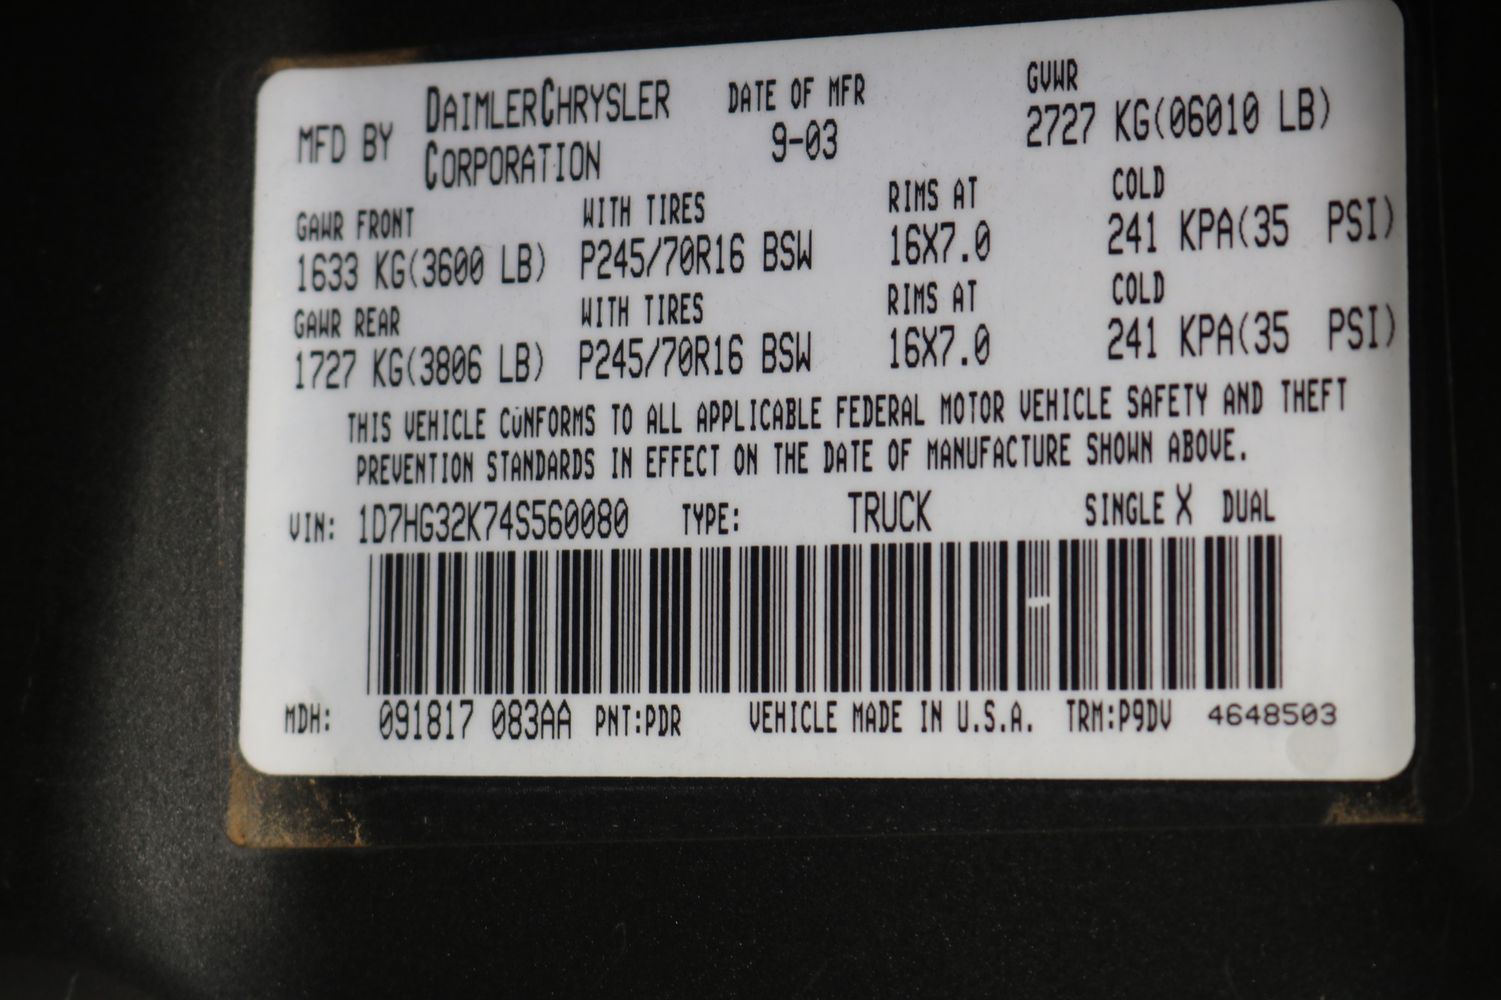 MFD BY DAIMLERCHRYSLER CORPORATION DATE OF MFR 9-03 GVWR 2727 KG(06010 LB)
GAWR FRONT WITH TIRES RIMS AT COLD
1633 KG(3600 LB) P245/70R16 BSW 16X7.0 241 KPA(35 PSI)
GAWR REAR WITH TIRES RIMS AT COLD
1727 KG(3806 LB) P245/70R16 BSW 16X7.0 241 KPA(35 PSI)
THIS VEHICLE CONFORMS TO ALL APPLICABLE FEDERAL MOTOR VEHICLE SAFETY AND THEFT
PREVENTION STANDARDS IN EFFECT ON THE DATE OF MANUFACTURE SHOWN ABOVE.
VIN: 1D7HG32K74S560080 TYPE: TRUCK SINGLE X DUAL
MDH: 091817 083AA PNT:PDR VEHICLE MADE IN U.S.A. TRM:P9DV 4648503